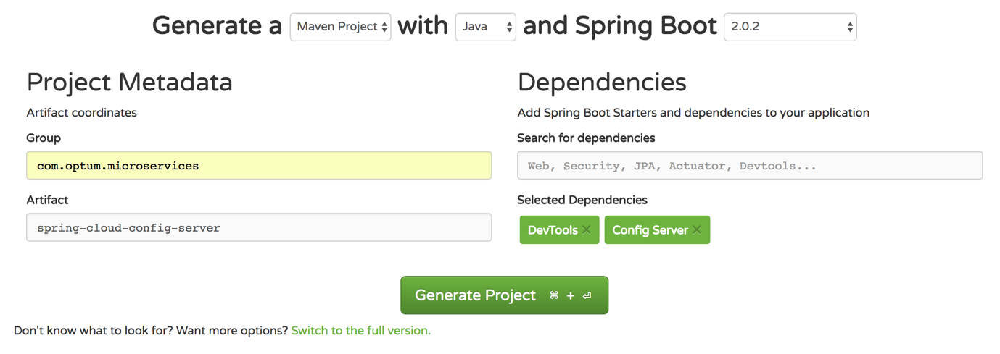 Generate a Maven Project with Java and Spring Boot 2.0.2
Project Metadata
Artifact coordinates
Group
com.optum.microservices
Artifact
spring-cloud-config-server
Dependencies
Add Spring Boot Starters and dependencies to your application
Search for dependencies
Web, Security, JPA, Actuator, Devtools...
Selected Dependencies
DevTools × Config Server ×
Generate Project ⌘ + ⏎
Don't know what to look for? Want more options? Switch to the full version.